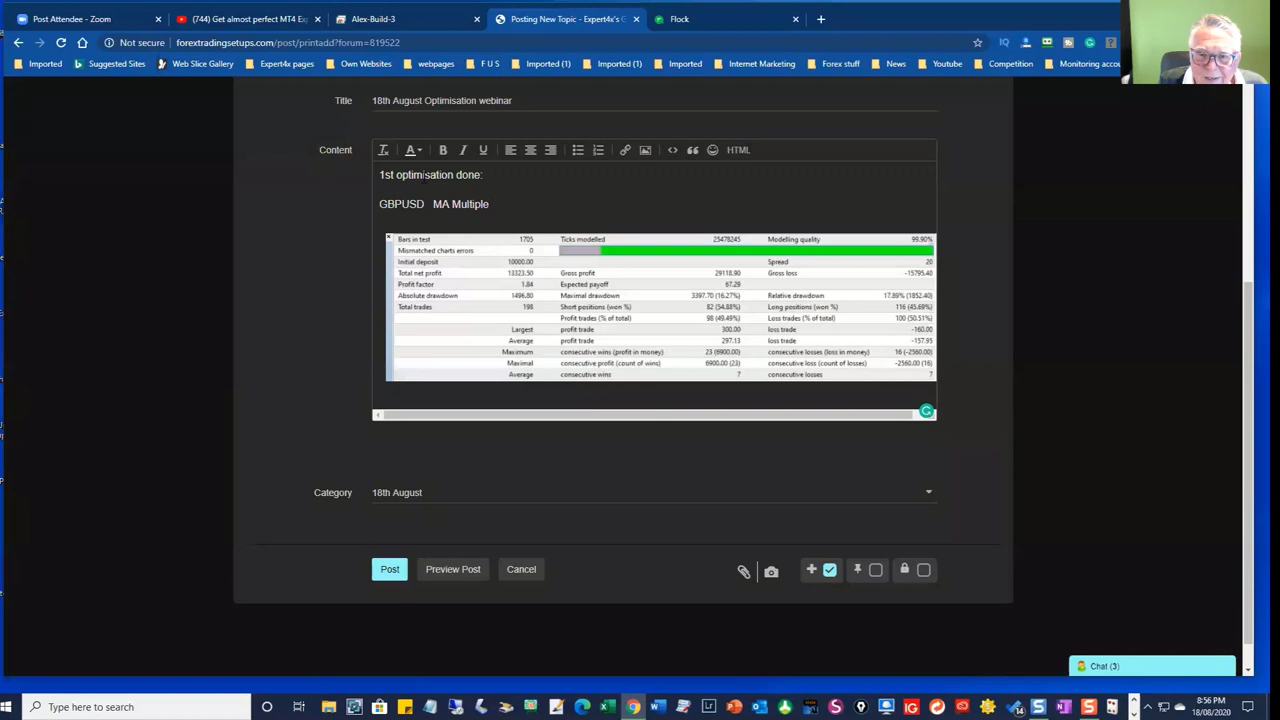 Post Attendee - Zoom
(744) Get almost perfect MT4 Exp
Alex-Build-3
Posting New Topic - Expert4x's G
Flock
Not secure forextradingsetups.com/post/printadd?forum=819522
Imported Suggested Sites Web Slice Gallery Expert4x pages Own Websites webpages F U S Imported (1) Imported (1) Imported Internet Marketing Forex stuff News Youtube Competition Monitoring accou
Title 18th August Optimisation webinar
Content
HTML
1st optimisation done:
GBPUSD MA Multiple
Bars in test 1705 Ticks modelled 25478245 Modelling quality 99.90%
Mismatched charts errors 0
Initial deposit 10000.00 Spread 20
Total net profit 13323.50 Gross profit 29118.90 Gross loss -15795.40
Profit factor 1.84 Expected payoff 67.29
Absolute drawdown 1496.80 Maximal drawdown 3397.70 (16.27%) Relative drawdown 17.89% (1852.40)
Total trades 198 Short positions (won %) 82 (54.88%) Long positions (won %) 116 (45.69%)
Profit trades (% of total) 98 (49.49%) Loss trades (% of total) 100 (50.51%)
Largest profit trade 300.00 loss trade -160.00
Average profit trade 297.13 loss trade -157.95
Maximum consecutive wins (profit in money) 23 (6900.00) consecutive losses (loss in money) 16 (-2560.00)
Maximal consecutive profit (count of wins) 6900.00 (23) consecutive loss (count of losses) -2560.00 (16)
Average consecutive wins 7 consecutive losses 7
Category 18th August
Post Preview Post Cancel
Chat (3)
Type here to search
8:56 PM
18/08/2020